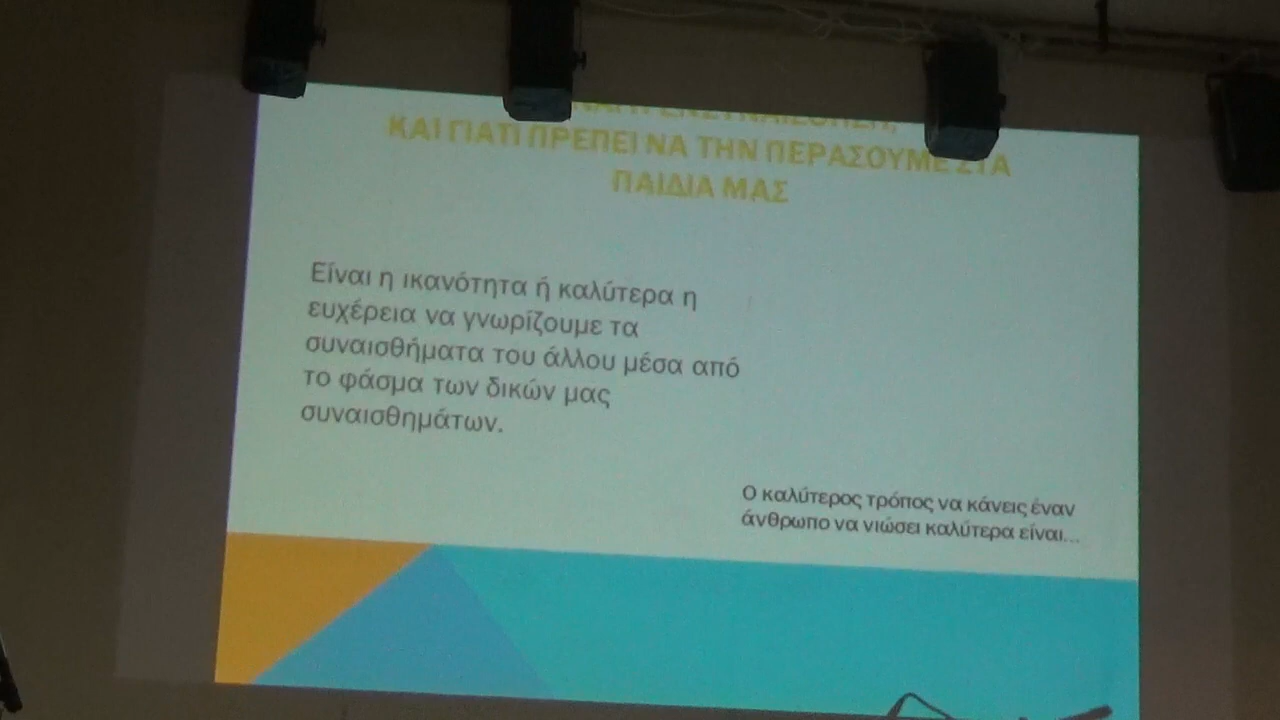 ΚΑΙ ΓΙΑΤΙ ΠΡΕΠΕΙ ΝΑ ΤΗΝ ΠΕΡΑΣΟΥΜΕ ΣΤΑ
ΠΑΙΔΙΑ ΜΑΣ
Είναι η ικανότητα ή καλύτερα η
ευχέρεια να γνωρίζουμε τα
συναισθήματα του άλλου μέσα από
το φάσμα των δικών μας
συναισθημάτων.
Ο καλύτερος τρόπος να κάνεις έναν
άνθρωπο να νιώσει καλύτερα είναι...